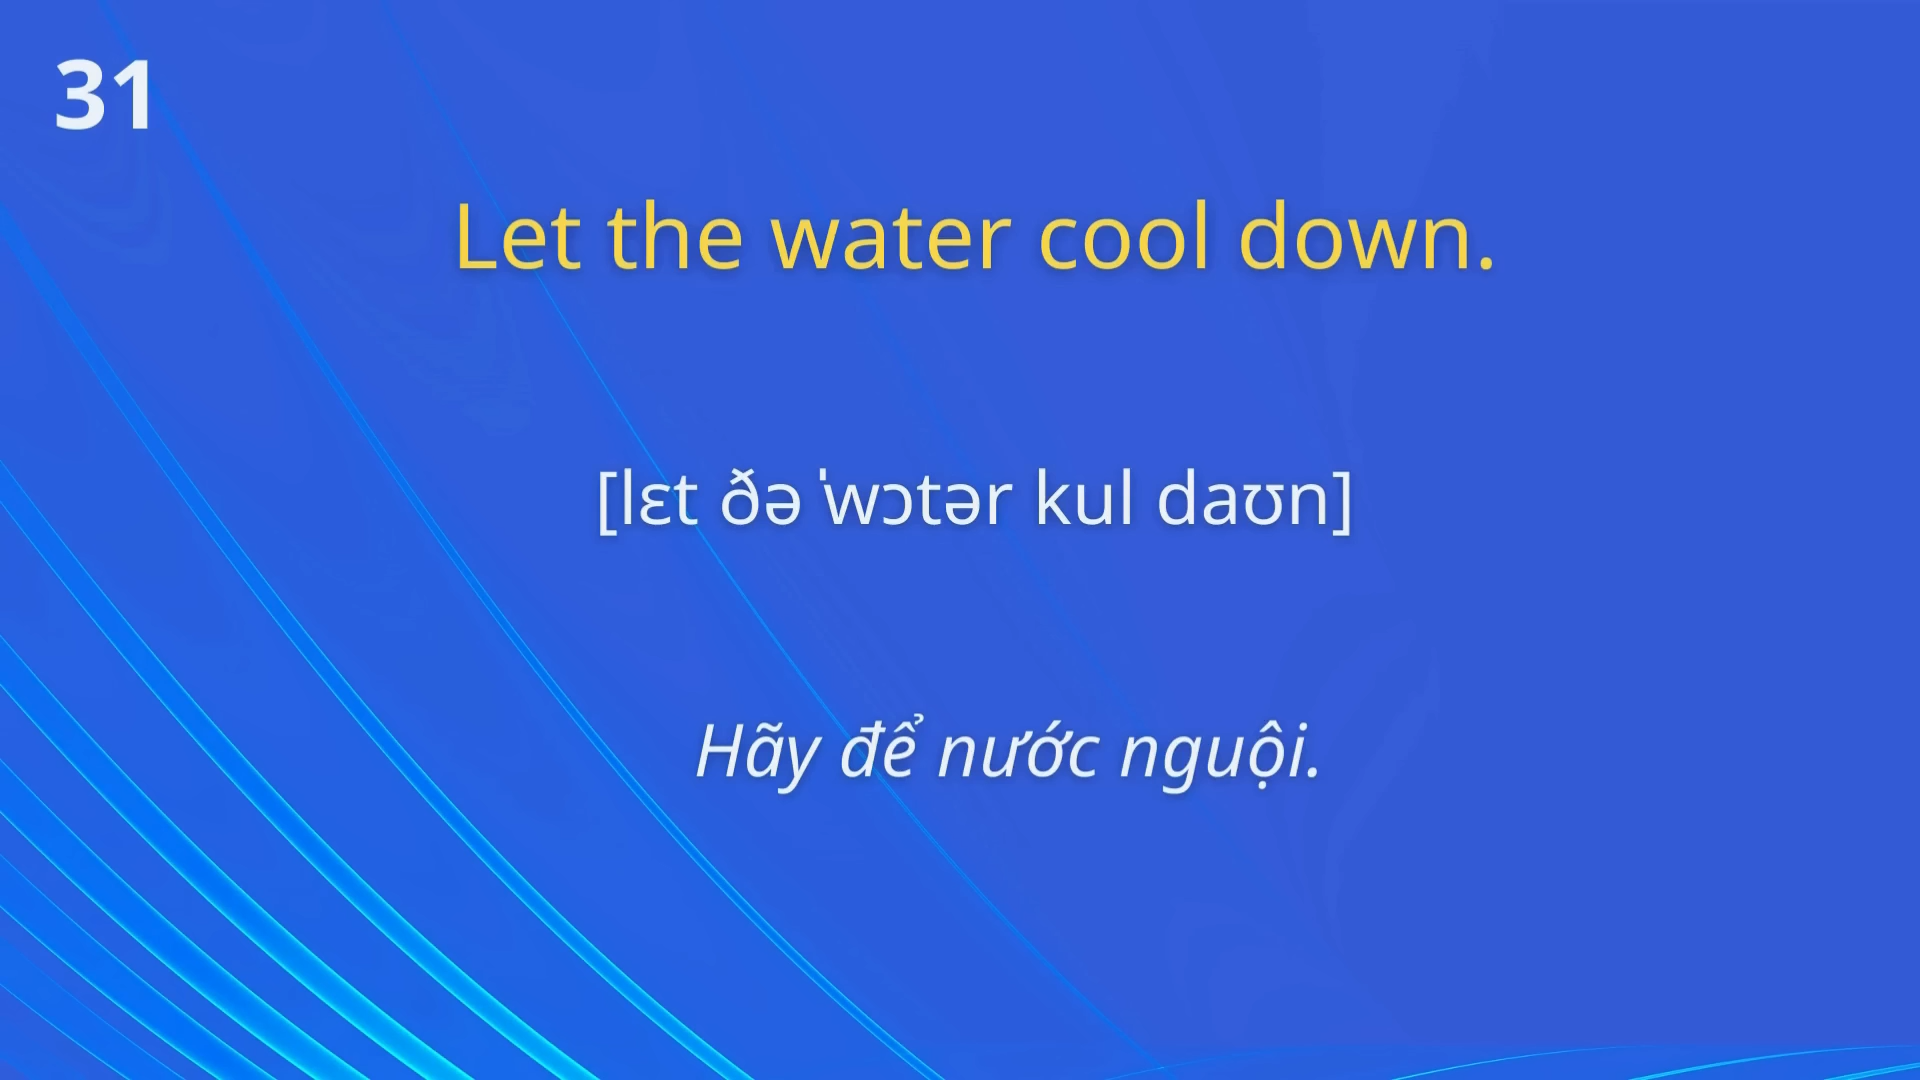 31
Let the water cool down.
[lɛt ðə ˈwɔtər kul daʊn]
Hãy để nước nguội.